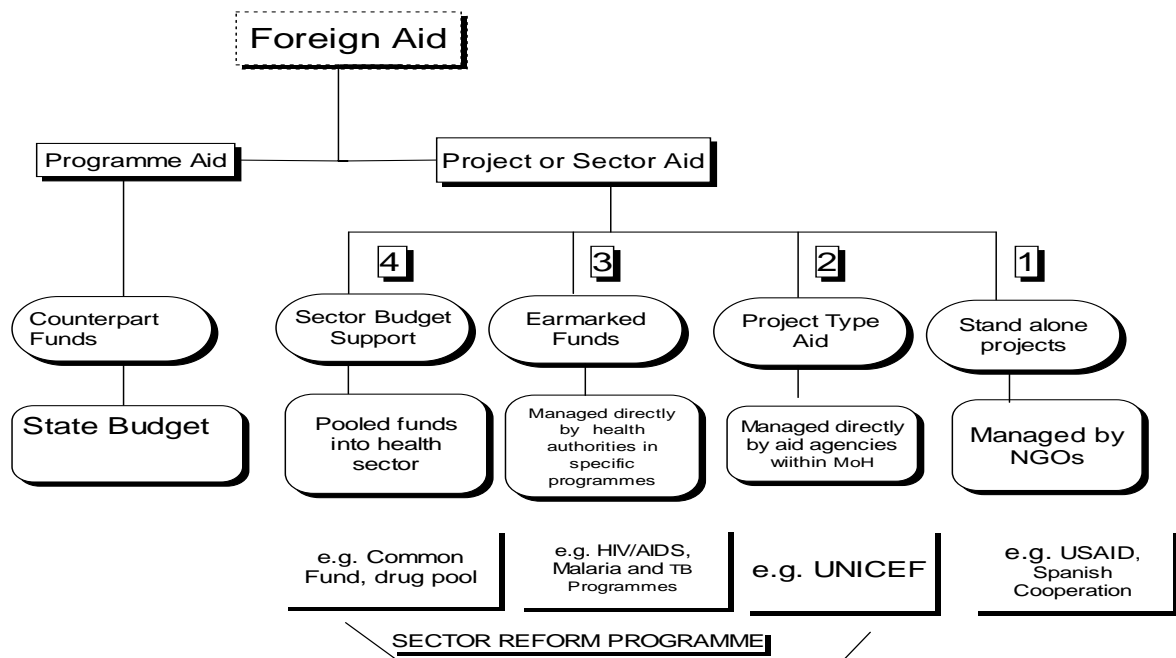 Foreign Aid
Programme Aid
Project or Sector Aid
4
3
2
1
Counterpart
Funds
Sector Budget
Support
Earmarked
Funds
Project Type
Aid
Stand alone
projects
State Budget
Pooled funds
into health
sector
Managed directly
by health
authorities in
specific
programmes
Managed directly
by aid agencies
wiithin MoH
Managed by
NGOs
e.g. Common
Fund, drug pool
e.g. HIV/AIDS,
Malaria and TB
Programmes
e.g. UNICEF
e.g. USAID,
Spanish
Cooperation
SECTOR REFORM PROGRAMME